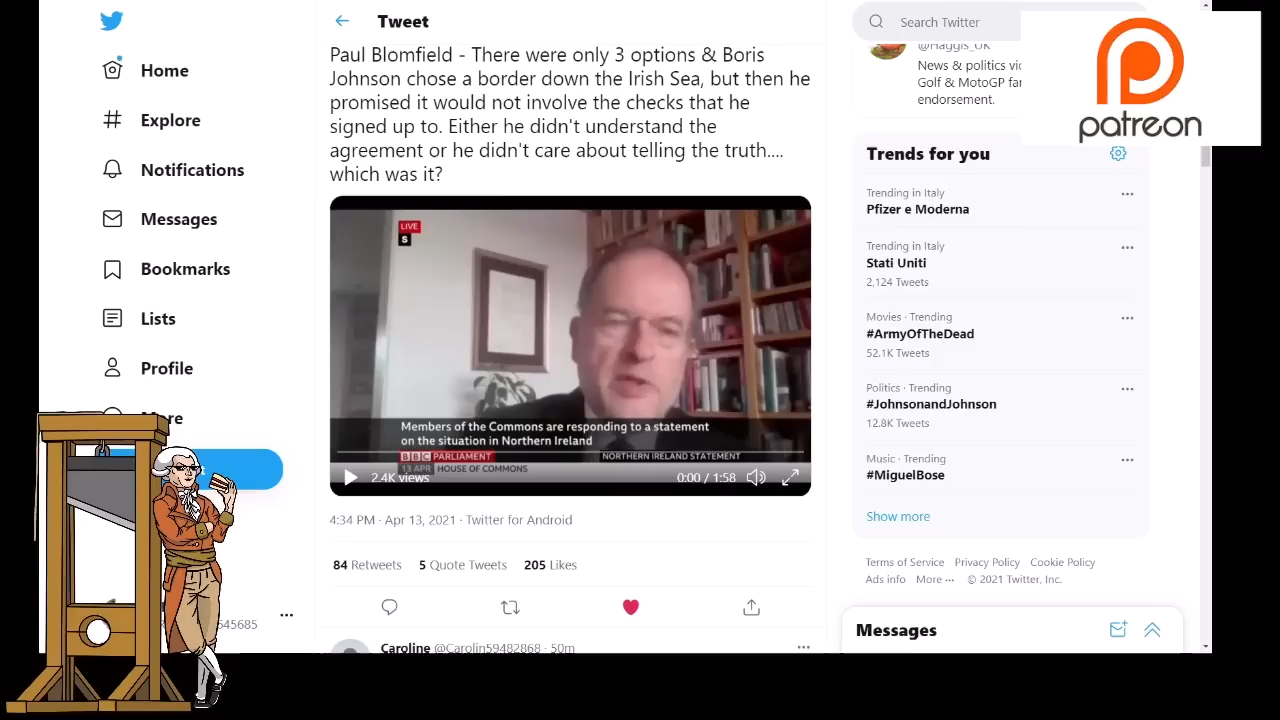 Tweet
Search Twitter
Home
Explore
Notifications
Messages
Bookmarks
Lists
Profile
Paul Blomfield - There were only 3 options & Boris
Johnson chose a border down the Irish Sea, but then he
promised it would not involve the checks that he
signed up to. Either he didn't understand the
agreement or he didn't care about telling the truth....
which was it?
LIVE
S
Members of the Commons are responding to a statement
on the situation in Northern Ireland
BBC PARLIAMENT
NORTHERN IRELAND STATEMENT
13 APR HOUSE OF COMMONS
2.4K views
0:00 / 1:58
4:34 PM · Apr 13, 2021 · Twitter for Android
84 Retweets 5 Quote Tweets 205 Likes
Caroline @Carolin59482868 · 50m
545685
@Haggis_UK
News & politics vi
Golf & MotoGP fa
endorsement.
patreon
Trends for you
Trending in Italy
Pfizer e Moderna
Trending in Italy
Stati Uniti
2,124 Tweets
Movies · Trending
#ArmyOfTheDead
52.1K Tweets
Politics · Trending
#JohnsonandJohnson
12.8K Tweets
Music · Trending
#MiguelBose
Show more
Terms of Service Privacy Policy Cookie Policy
Ads info More ··· © 2021 Twitter, Inc.
Messages